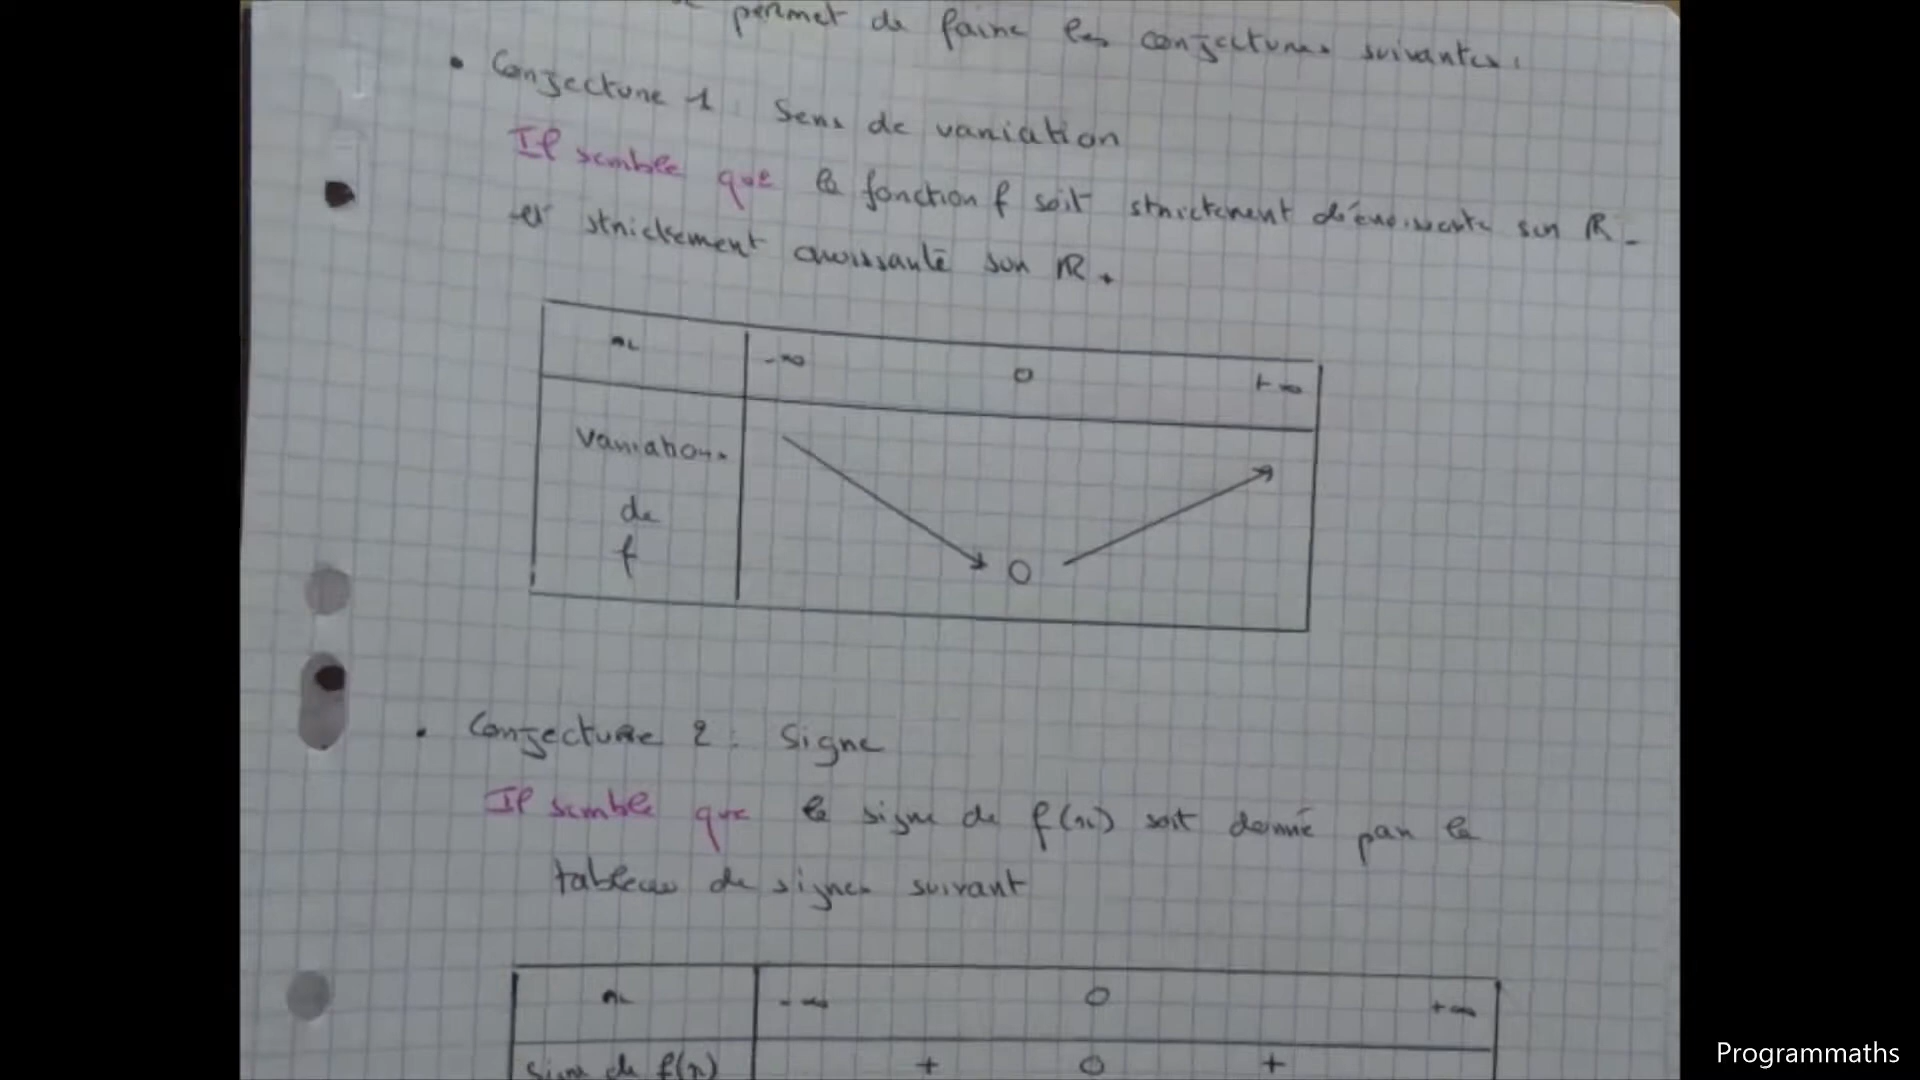 permet de faire les conjectures suivantes :
• Conjecture 1 : Sens de variation
Il semble que la fonction f soit strictement décroissante sur ℝ-
et strictement croissante sur ℝ+
x -∞ 0 +∞
Variations
de
f
0
• Conjecture 2 : Signe
Il semble que le signe de f(x) soit donné par le
tableau de signes suivant
x -∞ 0 +∞
Signe de f(x) + 0 +
Programmaths